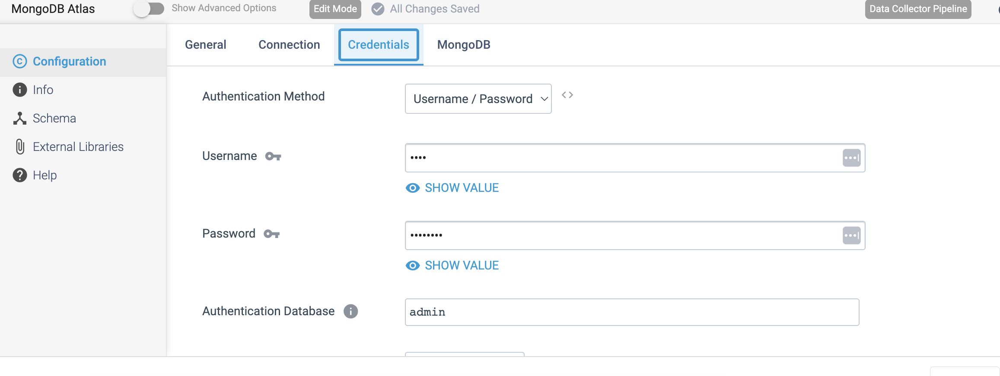 MongoDB Atlas
Show Advanced Options
Edit Mode
All Changes Saved
Data Collector Pipeline
General
Connection
Credentials
MongoDB
Configuration
Info
Schema
External Libraries
Help
Authentication Method
Username / Password
Username
••••
SHOW VALUE
Password
••••••••
SHOW VALUE
Authentication Database
admin